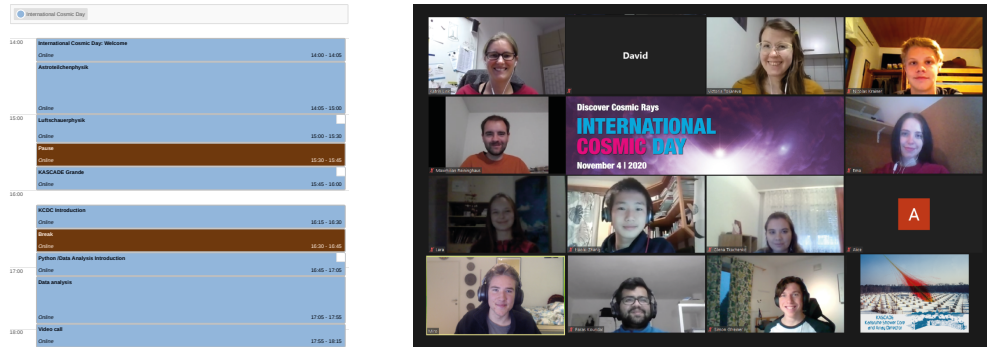 International Cosmic Day
14:00
International Cosmic Day: Welcome
Online
14:00 - 14:05
Astroteilchenphysik
Online
14:05 - 15:00
15:00
Luftschauerphysik
Online
15:00 - 15:30
Pause
Online
15:30 - 15:45
KASCADE Grande
Online
15:45 - 16:00
16:00
KCDC Introduction
Online
16:15 - 16:30
Break
Online
16:30 - 16:45
Python /Data Analysis Introduction
Online
16:45 - 17:05
17:00
Data analysis
Online
17:05 - 17:55
Video call
Online
17:55 - 18:15
18:00
David
Discover Cosmic Rays
INTERNATIONAL
COSMIC DAY
November 4 | 2020
A
KASCADE